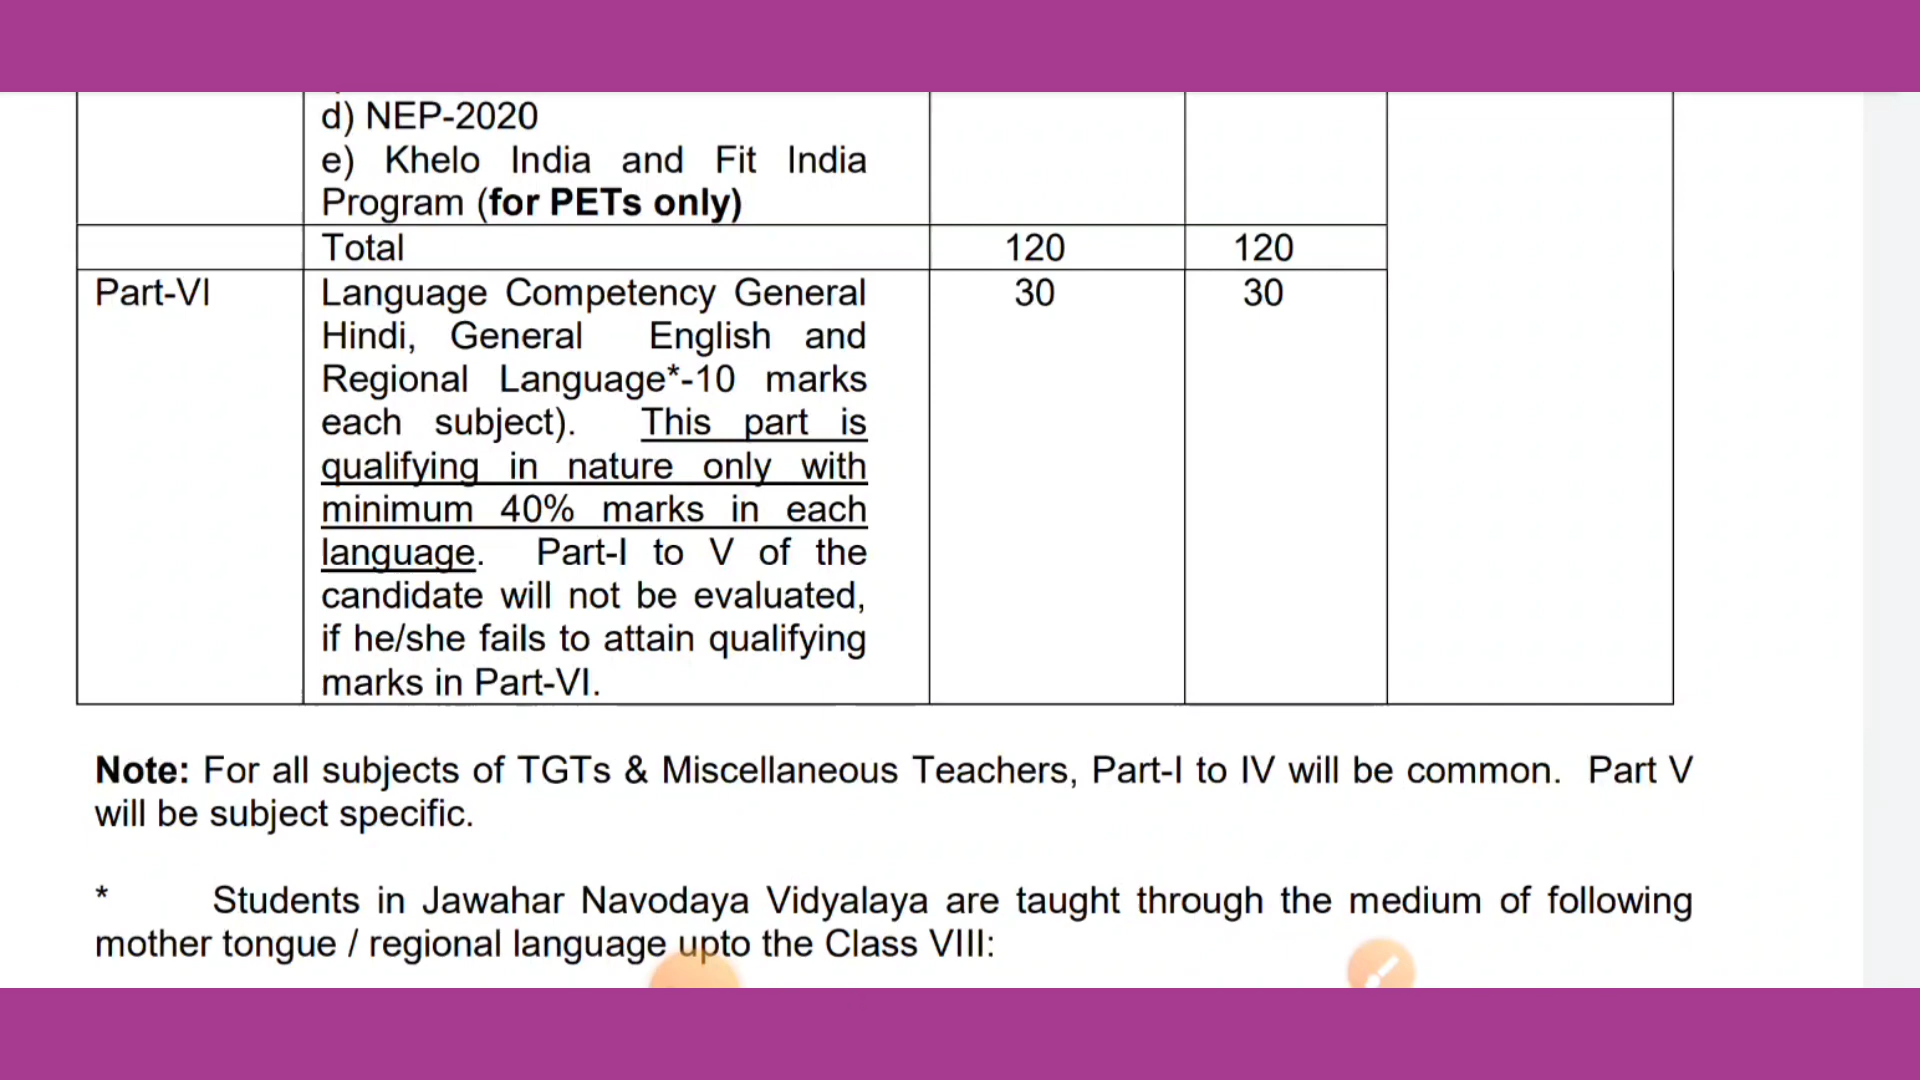 d) NEP-2020
e) Khelo India and Fit India
Program (for PETs only)
Total 120 120
Part-VI Language Competency General 30 30
Hindi, General English and
Regional Language*-10 marks
each subject). This part is
qualifying in nature only with
minimum 40% marks in each
language. Part-I to V of the
candidate will not be evaluated,
if he/she fails to attain qualifying
marks in Part-VI.
Note: For all subjects of TGTs & Miscellaneous Teachers, Part-I to IV will be common. Part V
will be subject specific.
* Students in Jawahar Navodaya Vidyalaya are taught through the medium of following
mother tongue / regional language upto the Class VIII: